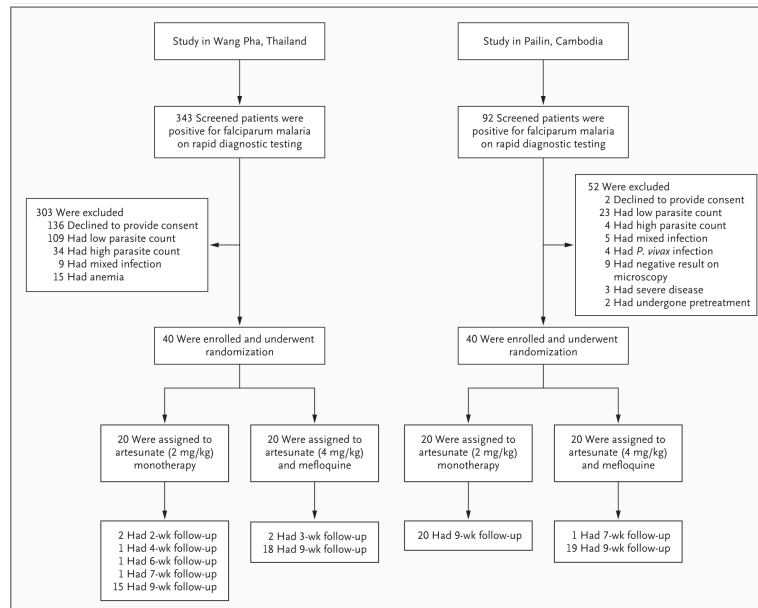 Study in Wang Pha, Thailand
343 Screened patients were
positive for falciparum malaria
on rapid diagnostic testing
303 Were excluded
136 Declined to provide consent
109 Had low parasite count
34 Had high parasite count
9 Had mixed infection
15 Had anemia
40 Were enrolled and underwent
randomization
20 Were assigned to
artesunate (2 mg/kg)
monotherapy
20 Were assigned to
artesunate (4 mg/kg)
and mefloquine
2 Had 2-wk follow-up
1 Had 4-wk follow-up
1 Had 6-wk follow-up
1 Had 7-wk follow-up
15 Had 9-wk follow-up
2 Had 3-wk follow-up
18 Had 9-wk follow-up
Study in Pailin, Cambodia
92 Screened patients were
positive for falciparum malaria
on rapid diagnostic testing
52 Were excluded
2 Declined to provide consent
23 Had low parasite count
4 Had high parasite count
5 Had mixed infection
4 Had P. vivax infection
9 Had negative result on
microscopy
3 Had severe disease
2 Had undergone pretreatment
40 Were enrolled and underwent
randomization
20 Were assigned to
artesunate (2 mg/kg)
monotherapy
20 Were assigned to
artesunate (4 mg/kg)
and mefloquine
20 Had 9-wk follow-up
1 Had 7-wk follow-up
19 Had 9-wk follow-up